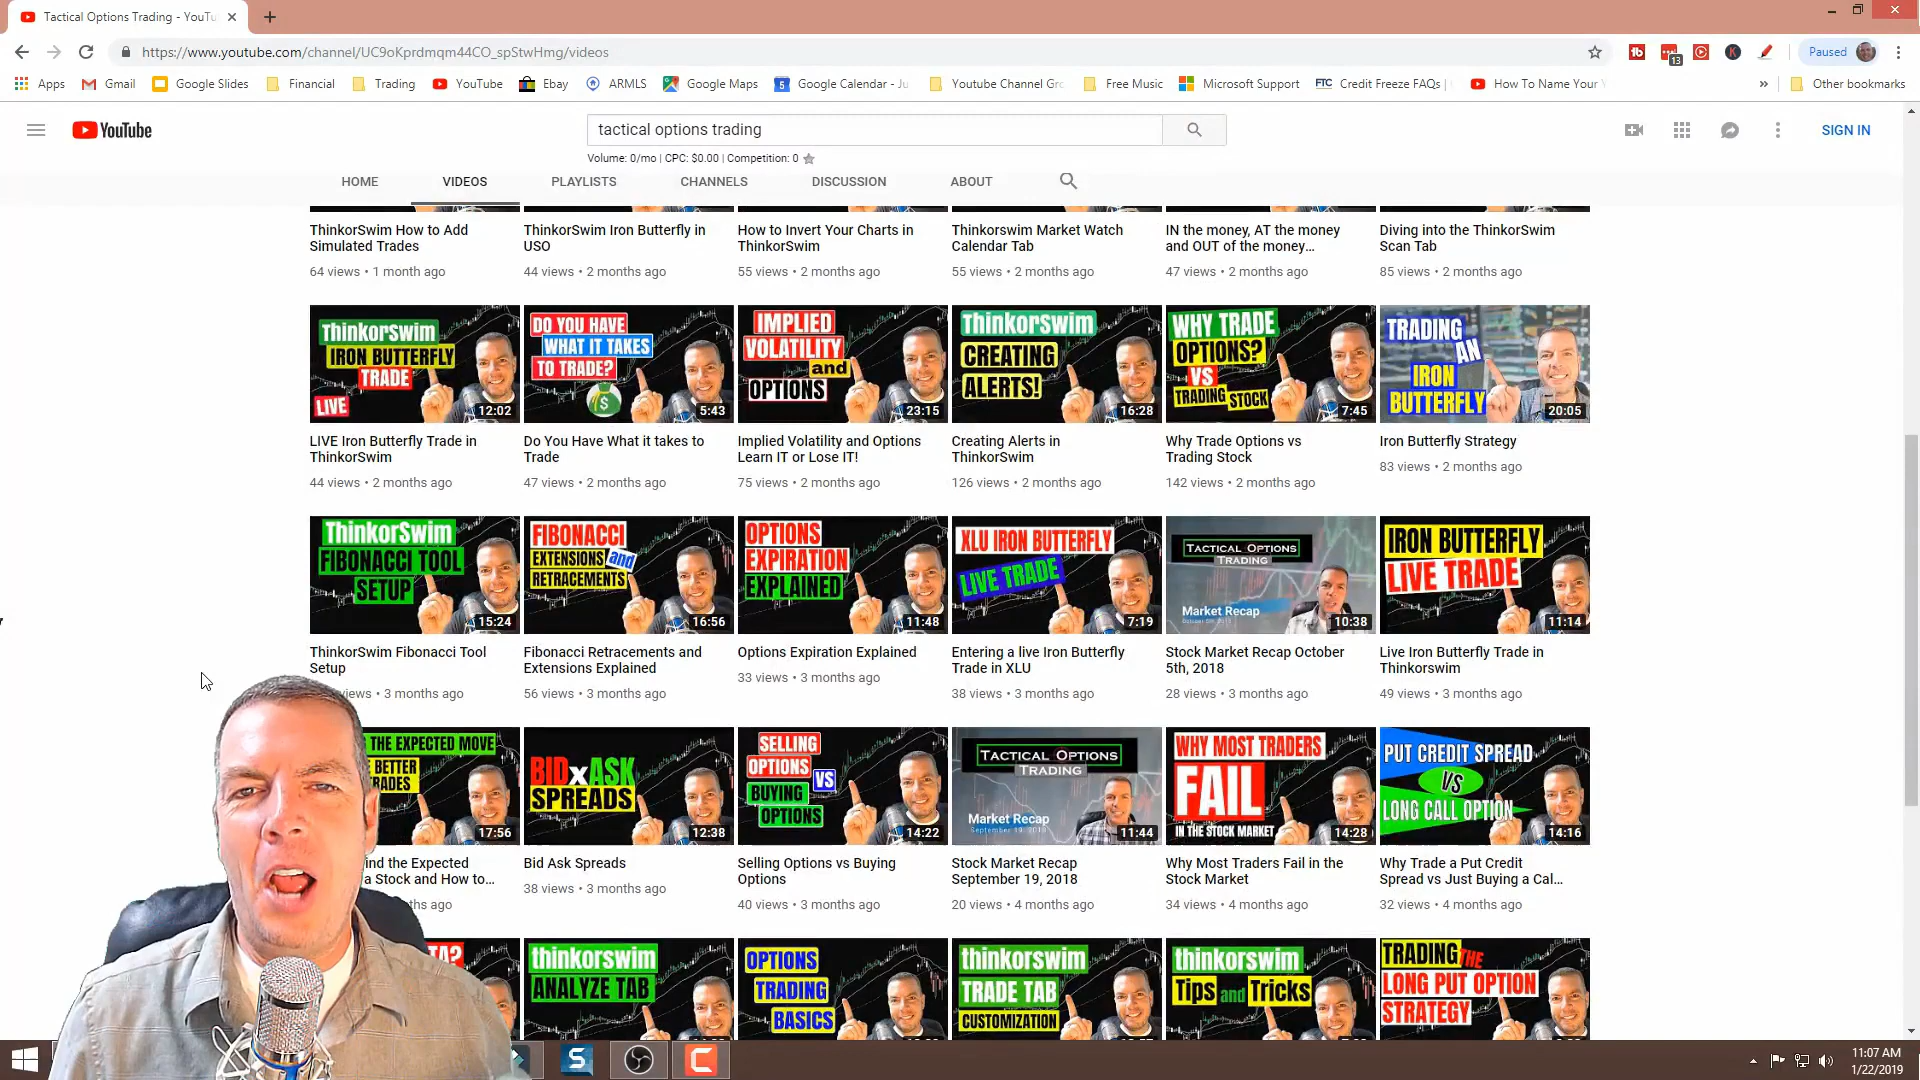 Tactical Options Trading - YouTu
https://www.youtube.com/channel/UC9oKprdmqm44CO_spStwHmg/videos
13
Paused
Apps Gmail Google Slides Financial Trading YouTube Ebay ARMLS Google Maps Google Calendar - Ju Youtube Channel Gro Free Music Microsoft Support FTC Credit Freeze FAQs | How To Name Your V » Other bookmarks
YouTube
tactical options trading
SIGN IN
Volume: 0/mo | CPC: $0.00 | Competition: 0
HOME VIDEOS PLAYLISTS CHANNELS DISCUSSION ABOUT
ThinkorSwim How to Add
Simulated Trades
64 views • 1 month ago
ThinkorSwim Iron Butterfly in
USO
44 views • 2 months ago
How to Invert Your Charts in
ThinkorSwim
55 views • 2 months ago
Thinkorswim Market Watch
Calendar Tab
55 views • 2 months ago
IN the money, AT the money
and OUT of the money...
47 views • 2 months ago
Diving into the ThinkorSwim
Scan Tab
85 views • 2 months ago
ThinkorSwim
IRON BUTTERFLY
TRADE
LIVE
12:02
LIVE Iron Butterfly Trade in
ThinkorSwim
44 views • 2 months ago
DO YOU HAVE
WHAT IT TAKES
TO TRADE?
$
5:43
Do You Have What it takes to
Trade
47 views • 2 months ago
IMPLIED
VOLATILITY
and
OPTIONS
23:15
Implied Volatility and Options
Learn IT or Lose IT!
75 views • 2 months ago
ThinkorSwim
CREATING
ALERTS!
16:28
Creating Alerts in
ThinkorSwim
126 views • 2 months ago
WHY TRADE
OPTIONS?
VS
TRADING STOCK
7:45
Why Trade Options vs
Trading Stock
142 views • 2 months ago
TRADING
AN
IRON
BUTTERFLY
20:05
Iron Butterfly Strategy
83 views • 2 months ago
ThinkorSwim
FIBONACCI TOOL
SETUP
15:24
ThinkorSwim Fibonacci Tool
Setup
views • 3 months ago
FIBONACCI
EXTENSIONS and
RETRACEMENTS
16:56
Fibonacci Retracements and
Extensions Explained
56 views • 3 months ago
OPTIONS
EXPIRATION
EXPLAINED
11:48
Options Expiration Explained
33 views • 3 months ago
XLU IRON BUTTERFLY
LIVE TRADE
7:19
Entering a live Iron Butterfly
Trade in XLU
38 views • 3 months ago
TACTICAL OPTIONS
TRADING
Market Recap
10:38
Stock Market Recap October
5th, 2018
28 views • 3 months ago
IRON BUTTERFLY
LIVE TRADE
11:14
Live Iron Butterfly Trade in
Thinkorswim
49 views • 3 months ago
THE EXPECTED MOVE
BETTER
17:56
ind the Expected
a Stock and How to...
ths ago
BIDxASK
SPREADS
12:38
Bid Ask Spreads
38 views • 3 months ago
SELLING
OPTIONS VS
BUYING
OPTIONS
14:22
Selling Options vs Buying
Options
40 views • 3 months ago
TACTICAL OPTIONS
TRADING
Market Recap
September 19, 2018
11:44
Stock Market Recap
September 19, 2018
20 views • 4 months ago
WHY MOST TRADERS
FAIL
IN THE STOCK MARKET
14:28
Why Most Traders Fail in the
Stock Market
34 views • 4 months ago
PUT CREDIT SPREAD
VS
LONG CALL OPTION
14:16
Why Trade a Put Credit
Spread vs Just Buying a Cal...
32 views • 4 months ago
thinkorswim
ANALYZE TAB
OPTIONS
TRADING
BASICS
thinkorswim
TRADE TAB
CUSTOMIZATION
thinkorswim
Tips and Tricks
TRADING THE
LONG PUT OPTION
STRATEGY
S
C
11:07 AM
1/22/2019